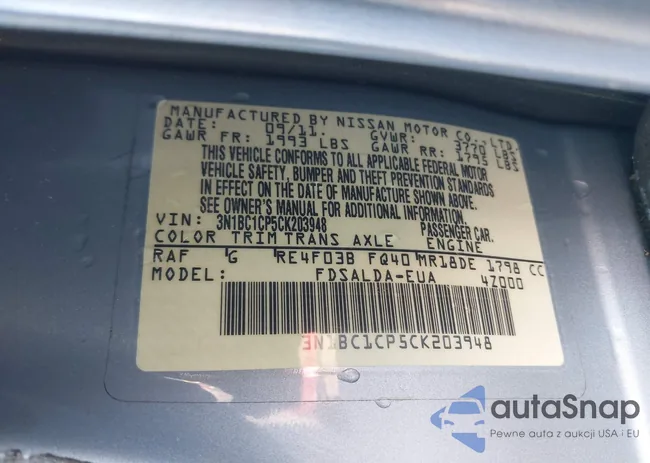 MANUFACTURED BY NISSAN MOTOR CO., LTD.
DATE: 09/11. GVWR: 3770 LBS
GAWR FR: 1993 LBS GAWR RR: 1795 LBS
THIS VEHICLE CONFORMS TO ALL APPLICABLE FEDERAL MOTOR
VEHICLE SAFETY, BUMPER AND THEFT PREVENTION STANDARDS
IN EFFECT ON THE DATE OF MANUFACTURE SHOWN ABOVE.
SEE OWNER'S MANUAL FOR ADDITIONAL INFORMATION.
VIN: 3N1BC1CP5CK203948 PASSENGER CAR.
COLOR TRIM TRANS AXLE ENGINE
RAF G RE4F03B FQ40 MR18DE 1798 CC
MODEL: FDSALDA-EUA 4Z000
3N1BC1CP5CK203948
autaSnap
Pewne auta z aukcji USA i EU